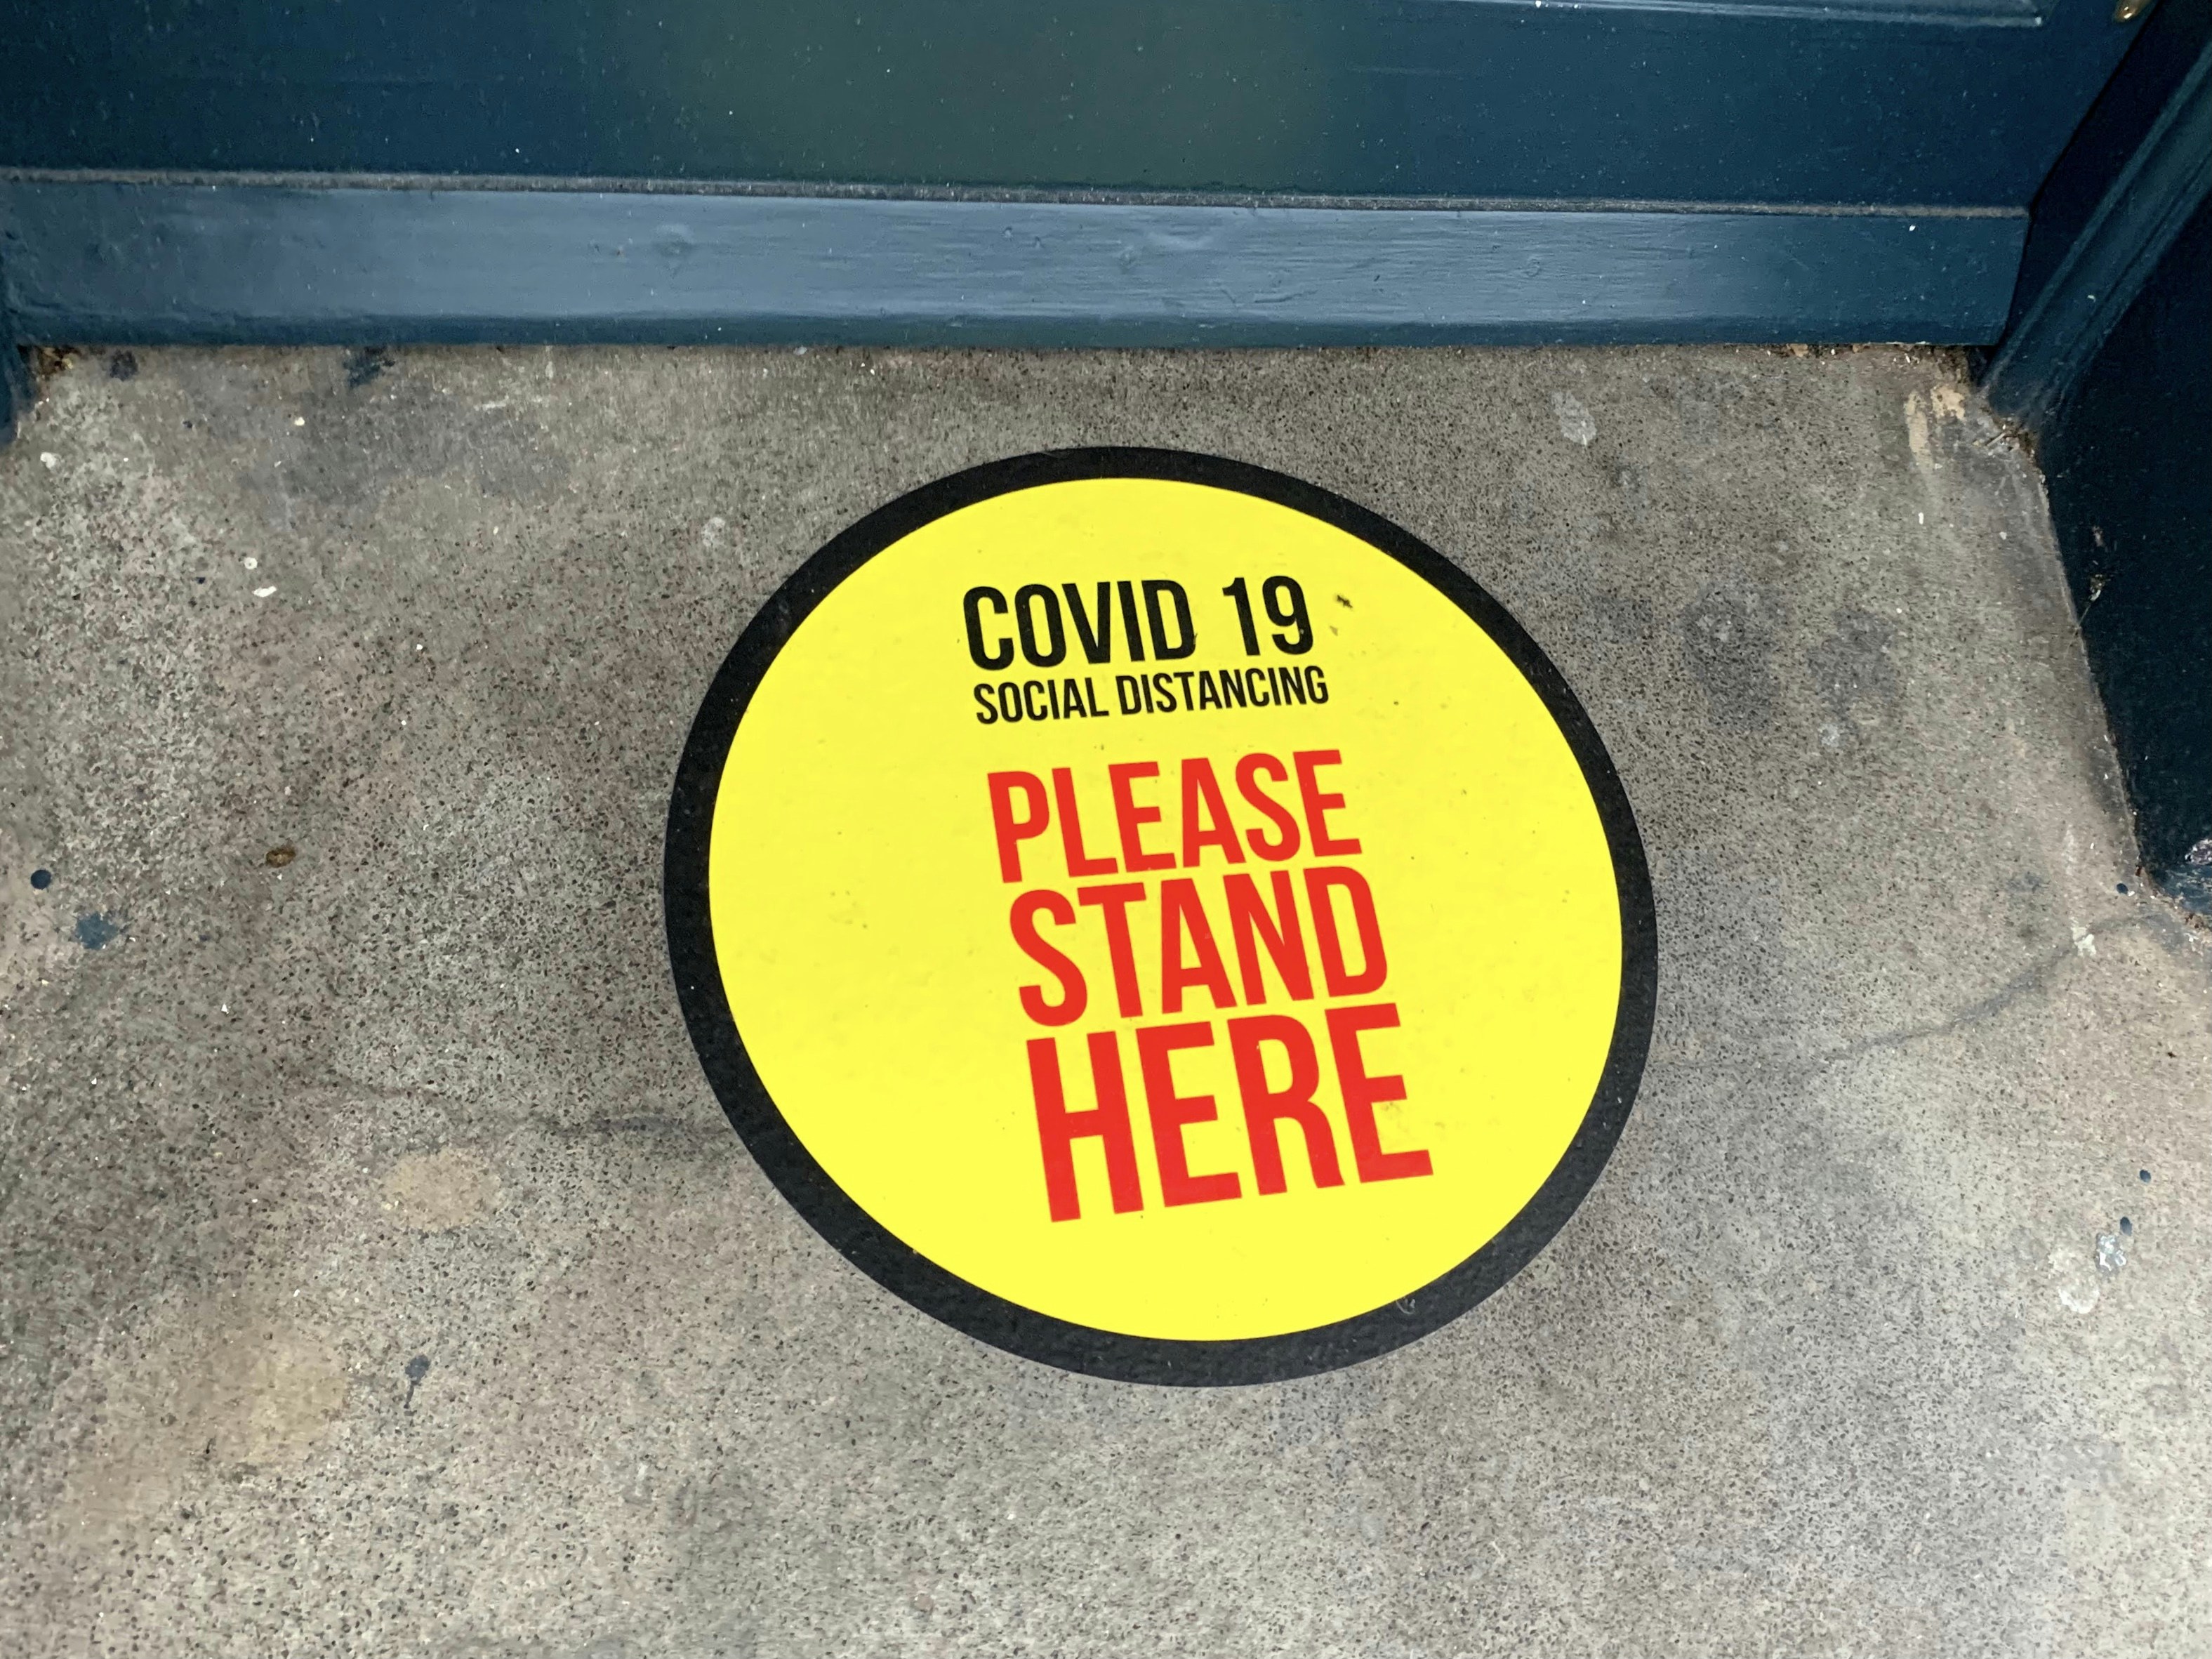 COVID 19
SOCIAL DISTANCING
PLEASE
STAND
HERE